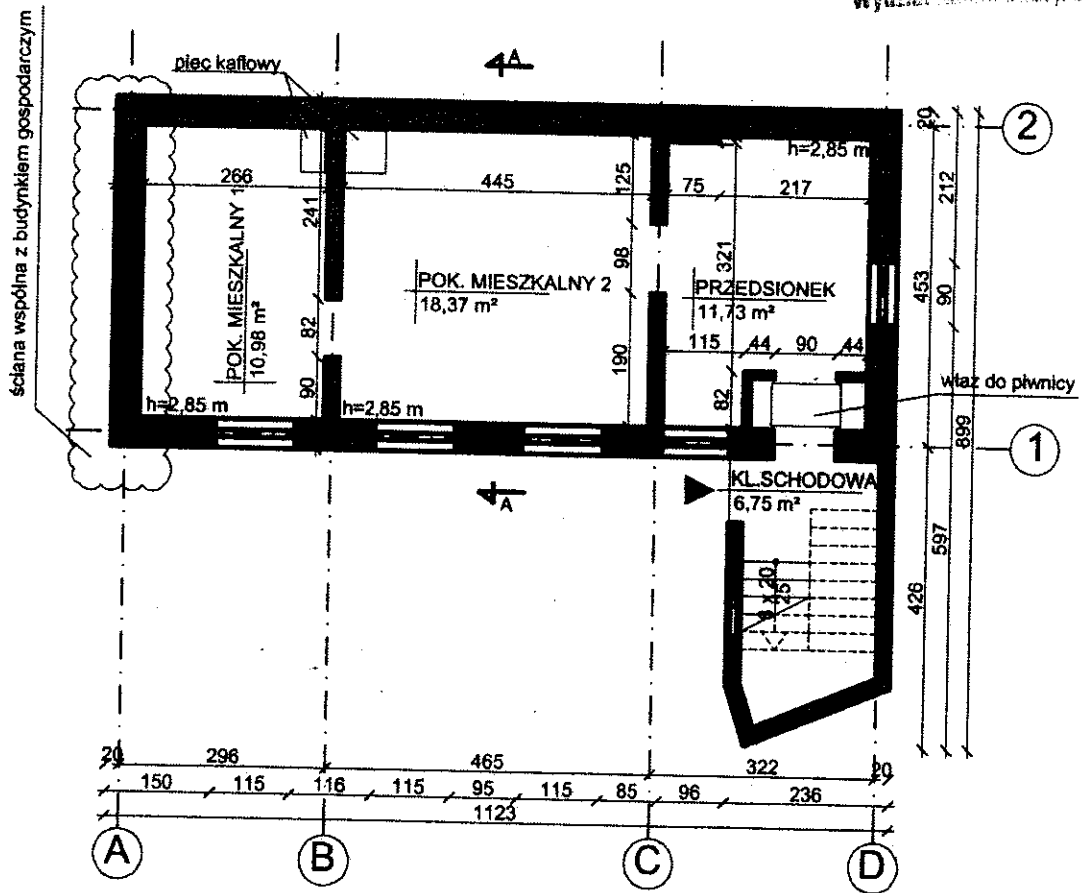 ściana wspólna z budynkiem gospodarczym
piec kaflowy
A
2
20
h=2,85 m
266
445
125
75
217
212
241
POK. MIESZKALNY 1
10,98 m²
98
321
POK. MIESZKALNY 2
18,37 m²
PRZEDSIONEK
11,73 m²
453
90
82
190
115
44
90
44
właz do piwnicy
90
h=2,85 m
h=2,85 m
82
899
1
A
KL.SCHODOWA
6,75 m²
597
426
8 x 20
25
20
296
465
322
20
150
115
116
115
95
115
85
96
236
1123
A
B
C
D